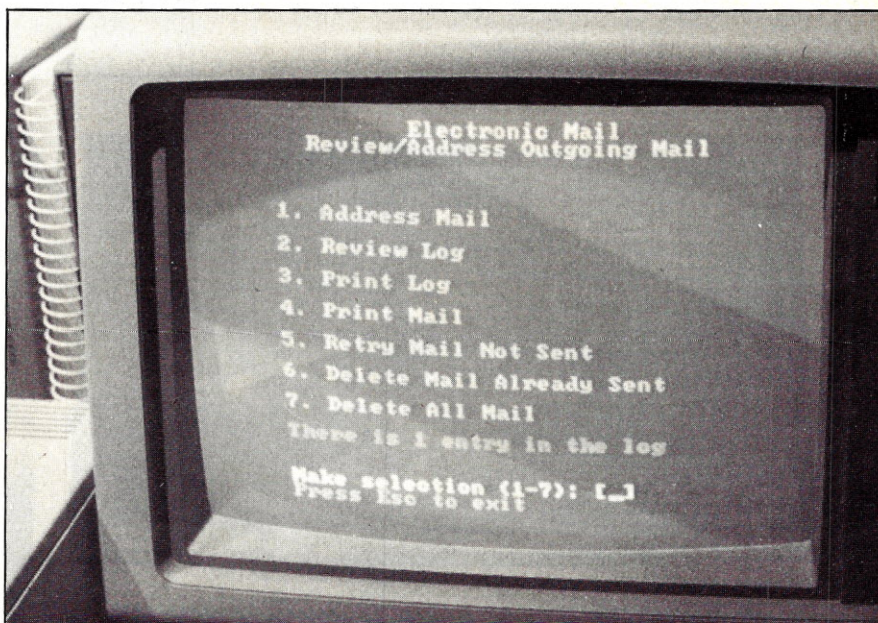 Electronic Mail
Review/Address Outgoing Mail
1. Address Mail
2. Review Log
3. Print Log
4. Print Mail
5. Retry Mail Not Sent
6. Delete Mail Already Sent
7. Delete All Mail
There is 1 entry in the log
Make selection (1-7): [_]
Press Esc to exit